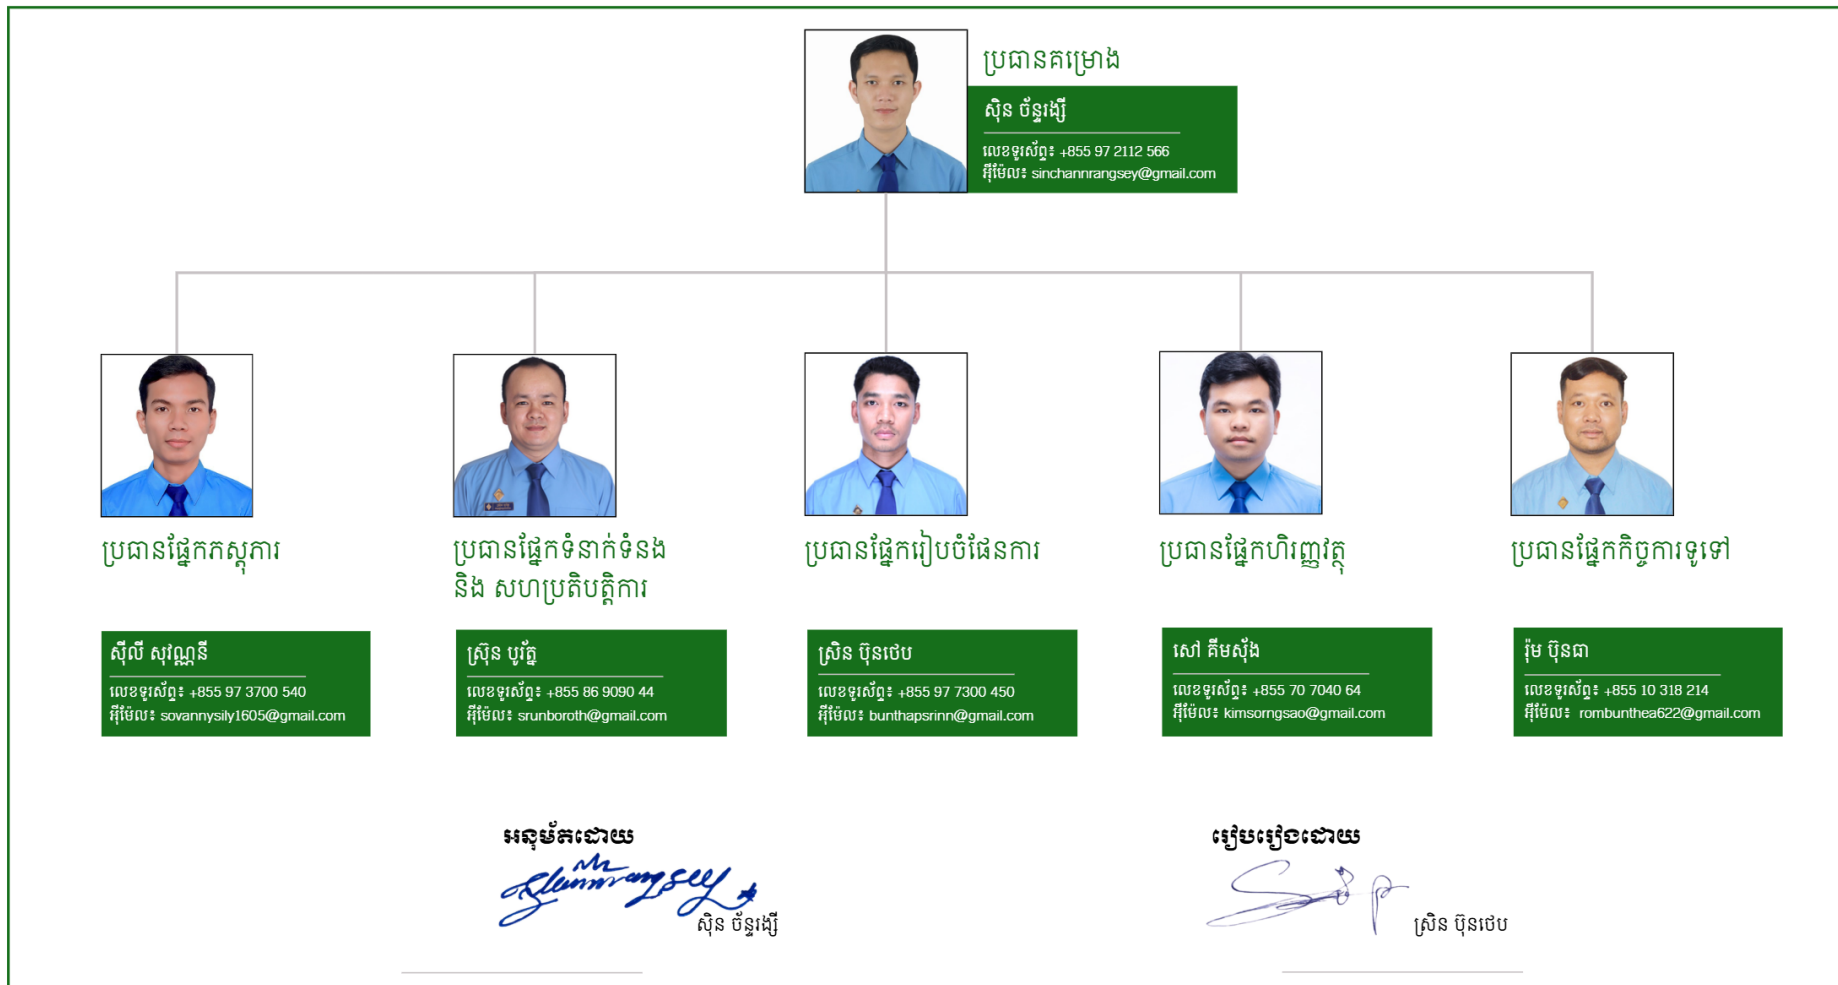 ប្រធានគម្រោង
ស៊ិន ច័ន្ទរង្ស៊ី
លេខទូរស័ព្ទ៖ +855 97 2112 566
អ៊ីម៉ែល៖ sinchannrangsey@gmail.com
ប្រធានផ្នែកភស្តុភារ
ស៊ីលី សុវណ្ណនី
លេខទូរស័ព្ទ៖ +855 97 3700 540
អ៊ីម៉ែល៖ sovannysily1605@gmail.com
ប្រធានផ្នែកទំនាក់ទំនង
និង សហប្រតិបត្តិការ
ស្រ៊ុន បូរ័ត្ន
លេខទូរស័ព្ទ៖ +855 86 9090 44
អ៊ីម៉ែល៖ srunboroth@gmail.com
ប្រធានផ្នែករៀបចំផែនការ
ស្រិន ប៊ុនថេប
លេខទូរស័ព្ទ៖ +855 97 7300 450
អ៊ីម៉ែល៖ bunthapsrinn@gmail.com
ប្រធានផ្នែកហិរញ្ញវត្ថុ
សៅ គីមស៊័ង
លេខទូរស័ព្ទ៖ +855 70 7040 64
អ៊ីម៉ែល៖ kimsorngsao@gmail.com
ប្រធានផ្នែកកិច្ចការទូទៅ
រ៉ុម ប៊ុនធា
លេខទូរស័ព្ទ៖ +855 10 318 214
អ៊ីម៉ែល៖ rombunthea622@gmail.com
អនុម័តដោយ
ស៊ិន ច័ន្ទរង្ស៊ី
រៀបរៀងដោយ
ស្រិន ប៊ុនថេប